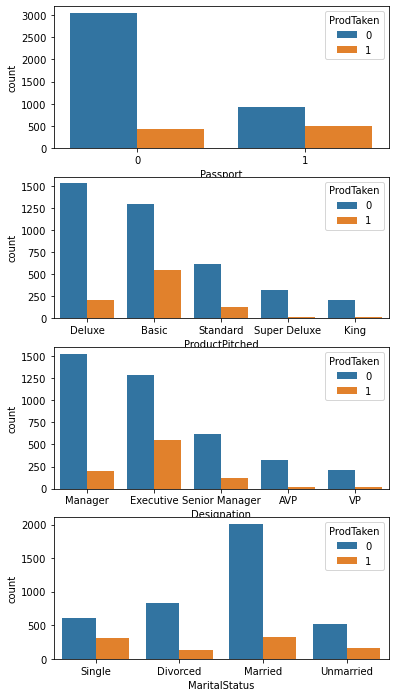 3000
2500
2000
1500
1000
500
0
count
ProdTaken
0
1
0 1
Passport
1500
1250
1000
750
500
250
0
count
ProdTaken
0
1
Deluxe Basic Standard Super Deluxe King
ProductPitched
1500
1250
1000
750
500
250
0
count
ProdTaken
0
1
Manager Executive Senior Manager AVP VP
Designation
2000
1500
1000
500
0
count
ProdTaken
0
1
Single Divorced Married Unmarried
MaritalStatus